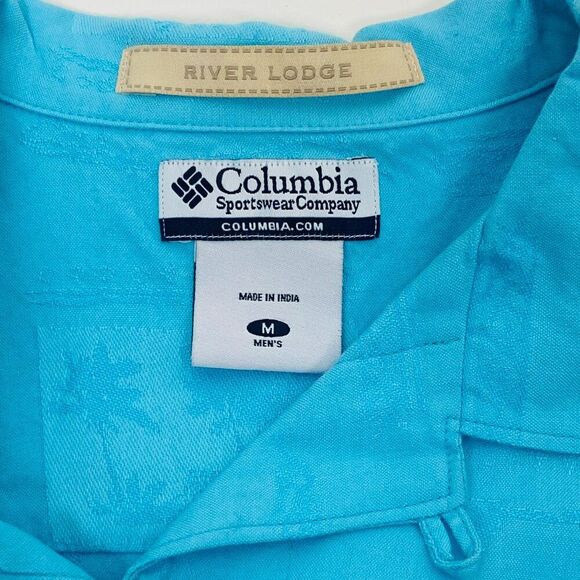 RIVER LODGE
Columbia
Sportswear Company
COLUMBIA.COM
MADE IN INDIA
M
MEN'S